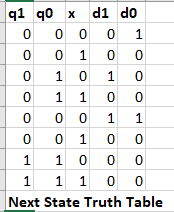 q1 q0 x d1 d0
0 0 0 0 1
0 0 1 0 0
0 1 0 1 0
0 1 1 0 0
0 0 0 1 1
0 0 1 0 0
1 1 0 0 0
1 1 1 0 0
Next State Truth Table